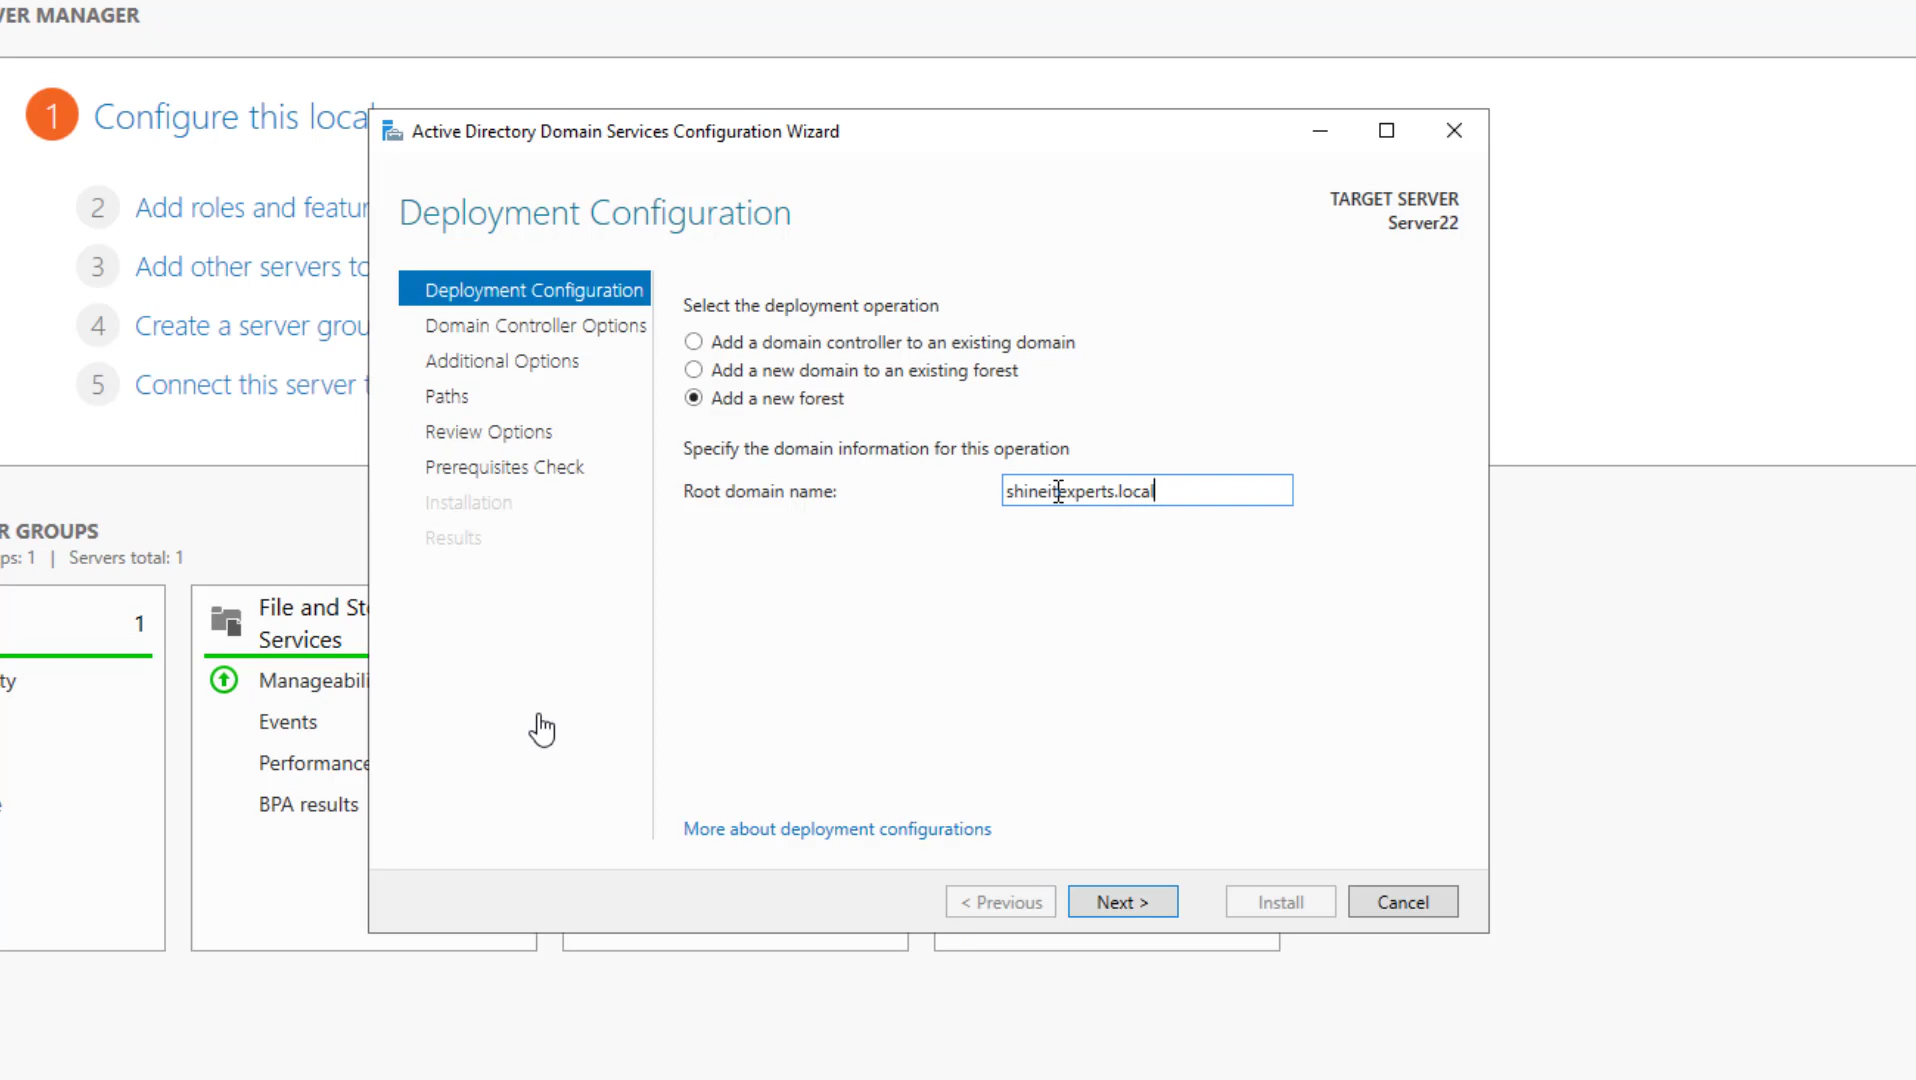 VER MANAGER
1 Configure this loca
2 Add roles and featur
3 Add other servers to
4 Create a server grou
5 Connect this server t
Active Directory Domain Services Configuration Wizard
Deployment Configuration
TARGET SERVER
Server22
Deployment Configuration
Domain Controller Options
Additional Options
Paths
Review Options
Prerequisites Check
Installation
Results
Select the deployment operation
Add a domain controller to an existing domain
Add a new domain to an existing forest
Add a new forest
Specify the domain information for this operation
Root domain name: shineitexperts.local
More about deployment configurations
< Previous Next > Install Cancel
R GROUPS
ps: 1 | Servers total: 1
1
ty
File and Sto
Services
Manageabili
Events
Performance
BPA results